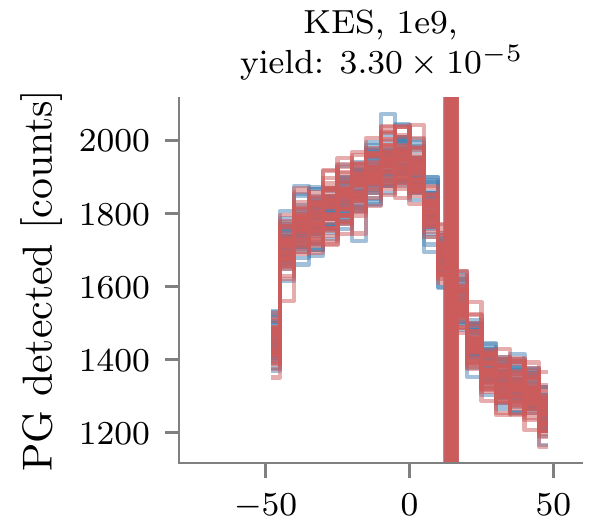 KES, 1e9,
yield: 3.30 × 10⁻⁵
PG detected [counts]
2000
1800
1600
1400
1200
−50 0 50